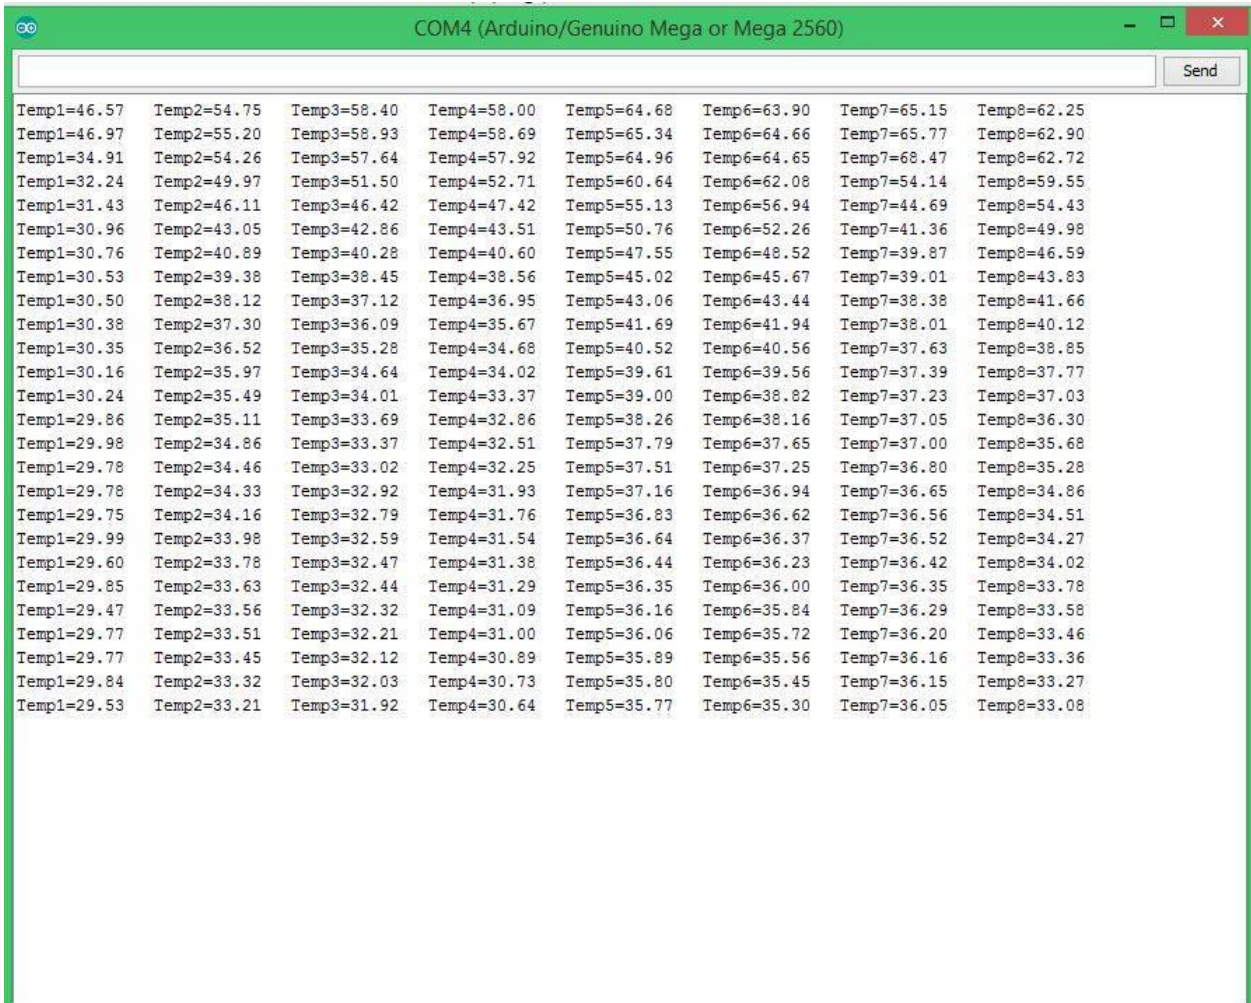 COM4 (Arduino/Genuino Mega or Mega 2560)
Send
Temp1=46.57 Temp2=54.75 Temp3=58.40 Temp4=58.00 Temp5=64.68 Temp6=63.90 Temp7=65.15 Temp8=62.25
Temp1=46.97 Temp2=55.20 Temp3=58.93 Temp4=58.69 Temp5=65.34 Temp6=64.66 Temp7=65.77 Temp8=62.90
Temp1=34.91 Temp2=54.26 Temp3=57.64 Temp4=57.92 Temp5=64.96 Temp6=64.65 Temp7=68.47 Temp8=62.72
Temp1=32.24 Temp2=49.97 Temp3=51.50 Temp4=52.71 Temp5=60.64 Temp6=62.08 Temp7=54.14 Temp8=59.55
Temp1=31.43 Temp2=46.11 Temp3=46.42 Temp4=47.42 Temp5=55.13 Temp6=56.94 Temp7=44.69 Temp8=54.43
Temp1=30.96 Temp2=43.05 Temp3=42.86 Temp4=43.51 Temp5=50.76 Temp6=52.26 Temp7=41.36 Temp8=49.98
Temp1=30.76 Temp2=40.89 Temp3=40.28 Temp4=40.60 Temp5=47.55 Temp6=48.52 Temp7=39.87 Temp8=46.59
Temp1=30.53 Temp2=39.38 Temp3=38.45 Temp4=38.56 Temp5=45.02 Temp6=45.67 Temp7=39.01 Temp8=43.83
Temp1=30.50 Temp2=38.12 Temp3=37.12 Temp4=36.95 Temp5=43.06 Temp6=43.44 Temp7=38.38 Temp8=41.66
Temp1=30.38 Temp2=37.30 Temp3=36.09 Temp4=35.67 Temp5=41.69 Temp6=41.94 Temp7=38.01 Temp8=40.12
Temp1=30.35 Temp2=36.52 Temp3=35.28 Temp4=34.68 Temp5=40.52 Temp6=40.56 Temp7=37.63 Temp8=38.85
Temp1=30.16 Temp2=35.97 Temp3=34.64 Temp4=34.02 Temp5=39.61 Temp6=39.56 Temp7=37.39 Temp8=37.77
Temp1=30.24 Temp2=35.49 Temp3=34.01 Temp4=33.37 Temp5=39.00 Temp6=38.82 Temp7=37.23 Temp8=37.03
Temp1=29.86 Temp2=35.11 Temp3=33.69 Temp4=32.86 Temp5=38.26 Temp6=38.16 Temp7=37.05 Temp8=36.30
Temp1=29.98 Temp2=34.86 Temp3=33.37 Temp4=32.51 Temp5=37.79 Temp6=37.65 Temp7=37.00 Temp8=35.68
Temp1=29.78 Temp2=34.46 Temp3=33.02 Temp4=32.25 Temp5=37.51 Temp6=37.25 Temp7=36.80 Temp8=35.28
Temp1=29.78 Temp2=34.33 Temp3=32.92 Temp4=31.93 Temp5=37.16 Temp6=36.94 Temp7=36.65 Temp8=34.86
Temp1=29.75 Temp2=34.16 Temp3=32.79 Temp4=31.76 Temp5=36.83 Temp6=36.62 Temp7=36.56 Temp8=34.51
Temp1=29.99 Temp2=33.98 Temp3=32.59 Temp4=31.54 Temp5=36.64 Temp6=36.37 Temp7=36.52 Temp8=34.27
Temp1=29.60 Temp2=33.78 Temp3=32.47 Temp4=31.38 Temp5=36.44 Temp6=36.23 Temp7=36.42 Temp8=34.02
Temp1=29.85 Temp2=33.63 Temp3=32.44 Temp4=31.29 Temp5=36.35 Temp6=36.00 Temp7=36.35 Temp8=33.78
Temp1=29.47 Temp2=33.56 Temp3=32.32 Temp4=31.09 Temp5=36.16 Temp6=35.84 Temp7=36.29 Temp8=33.58
Temp1=29.77 Temp2=33.51 Temp3=32.21 Temp4=31.00 Temp5=36.06 Temp6=35.72 Temp7=36.20 Temp8=33.46
Temp1=29.77 Temp2=33.45 Temp3=32.12 Temp4=30.89 Temp5=35.89 Temp6=35.56 Temp7=36.16 Temp8=33.36
Temp1=29.84 Temp2=33.32 Temp3=32.03 Temp4=30.73 Temp5=35.80 Temp6=35.45 Temp7=36.15 Temp8=33.27
Temp1=29.53 Temp2=33.21 Temp3=31.92 Temp4=30.64 Temp5=35.77 Temp6=35.30 Temp7=36.05 Temp8=33.08